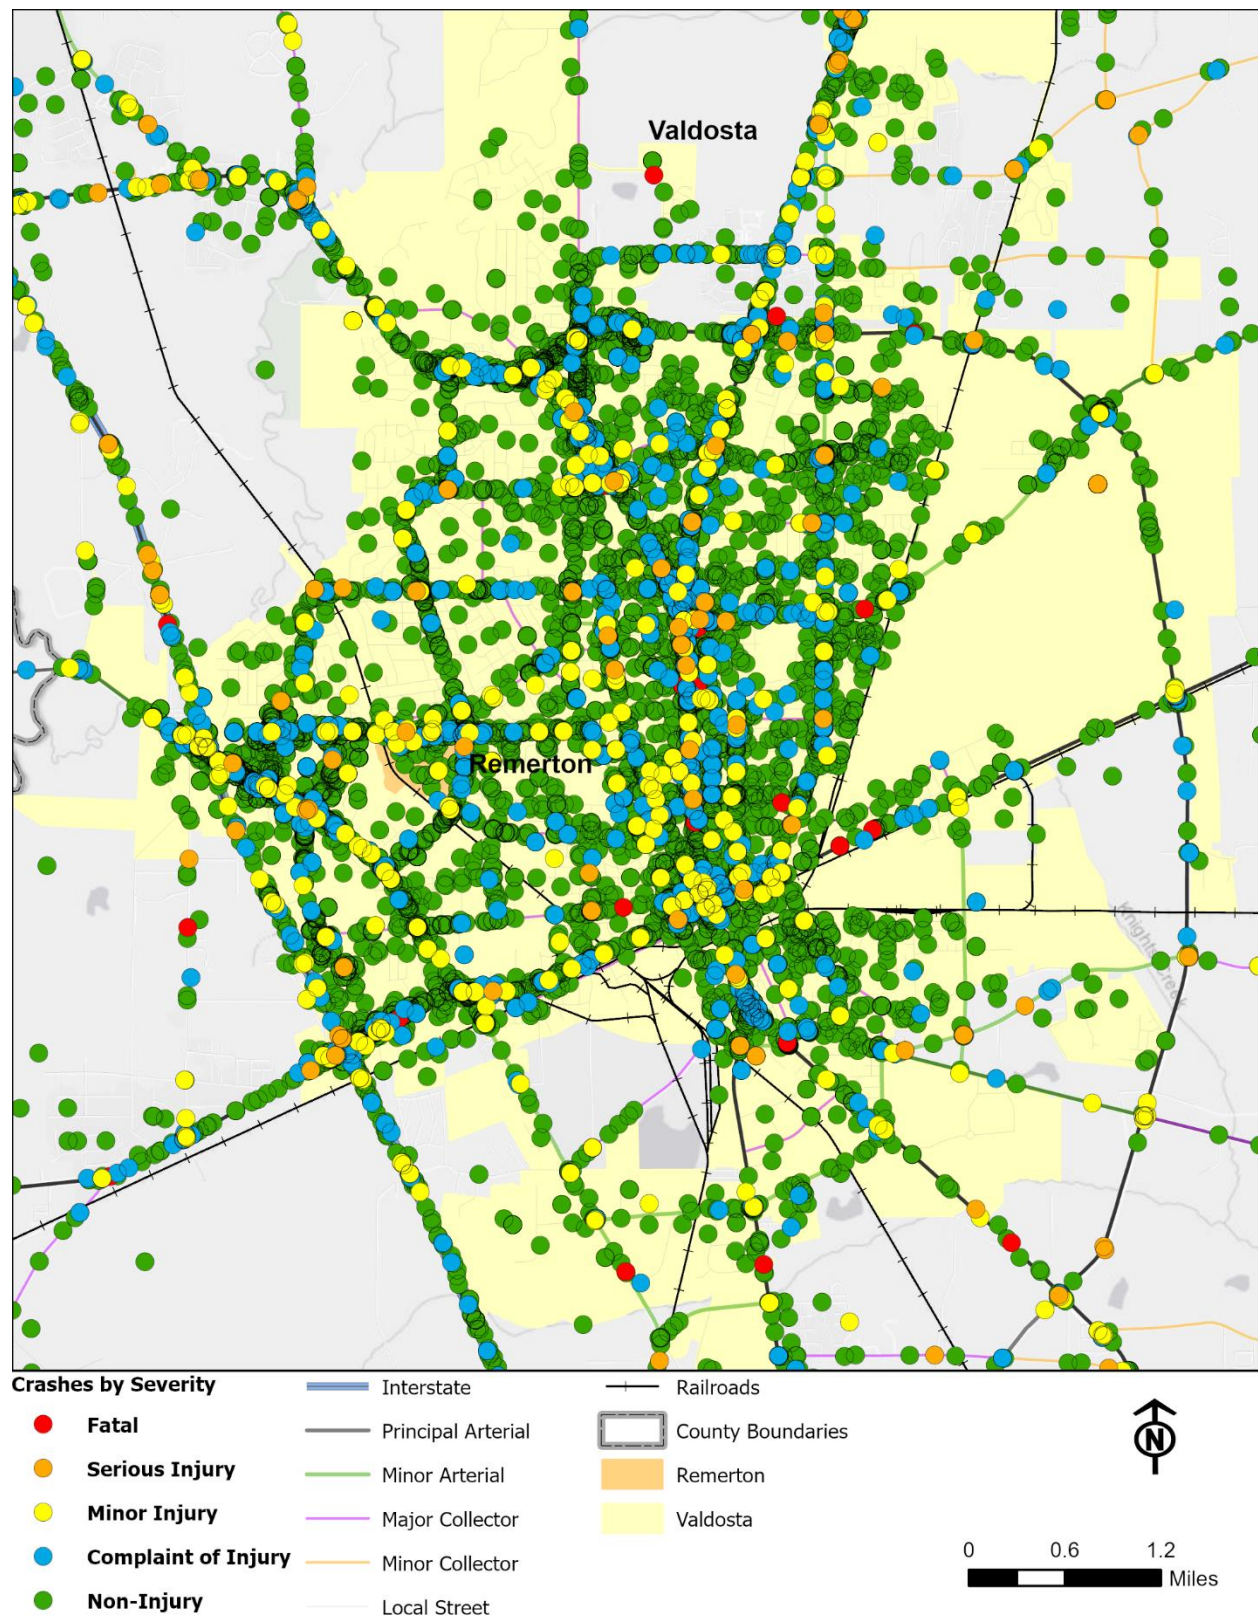 Valdosta
Remerton
Knights Creek
Crashes by Severity
Fatal
Serious Injury
Minor Injury
Complaint of Injury
Non-Injury
Interstate
Principal Arterial
Minor Arterial
Major Collector
Minor Collector
Local Street
Railroads
County Boundaries
Remerton
Valdosta
N
0 0.6 1.2
Miles